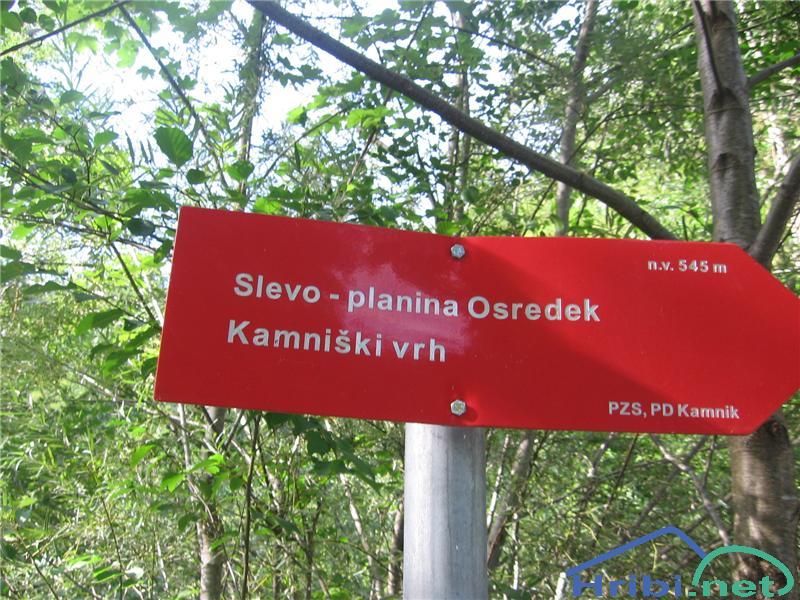 n.v. 545 m
Slevo - planina Osredek
Kamniški vrh
PZS, PD Kamnik
Hribi.net